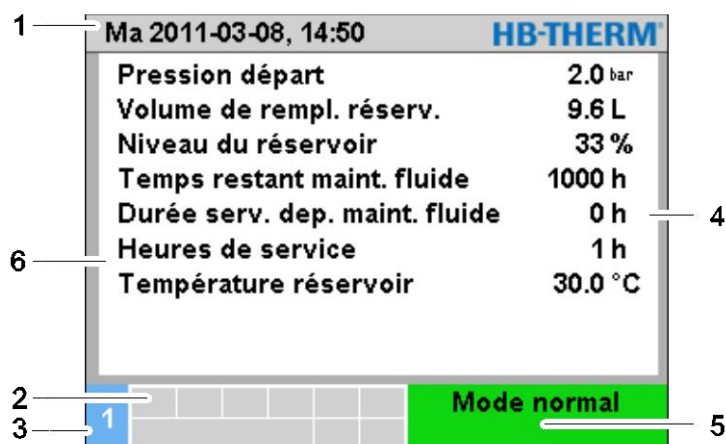 1
Ma 2011-03-08, 14:50 HB-THERM
Pression départ 2.0 bar
Volume de rempl. réserv. 9.6 L
Niveau du réservoir 33 %
Temps restant maint. fluide 1000 h
Durée serv. dep. maint. fluide 0 h
4
Heures de service 1 h
6
Température réservoir 30.0 °C
2
1 Mode normal
3
5